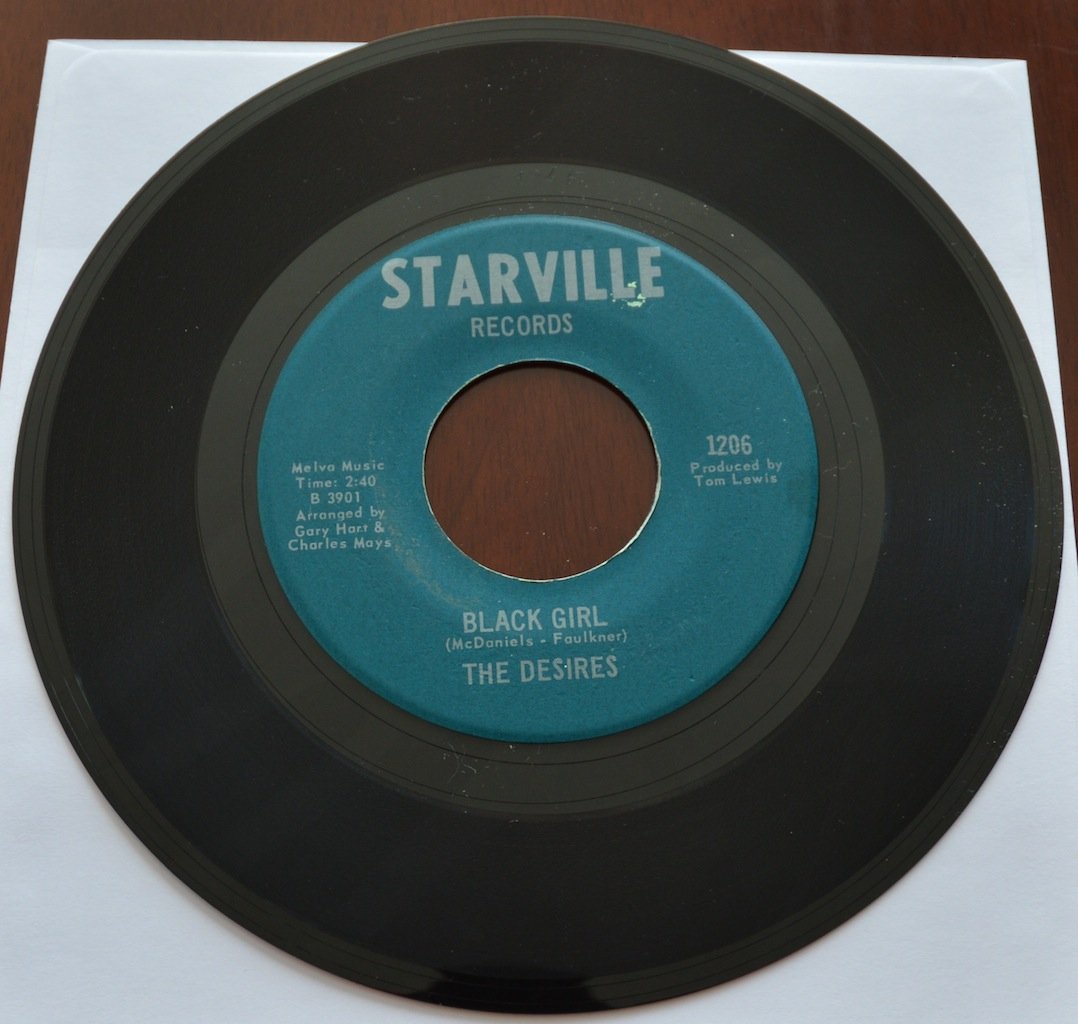 STARVILLE
RECORDS
Melva Music
Time: 2:40
B 3901
Arranged by
Gary Hart &
Charles Mays
1206
Produced by
Tom Lewis
BLACK GIRL
(McDaniels - Faulkner)
THE DESIRES